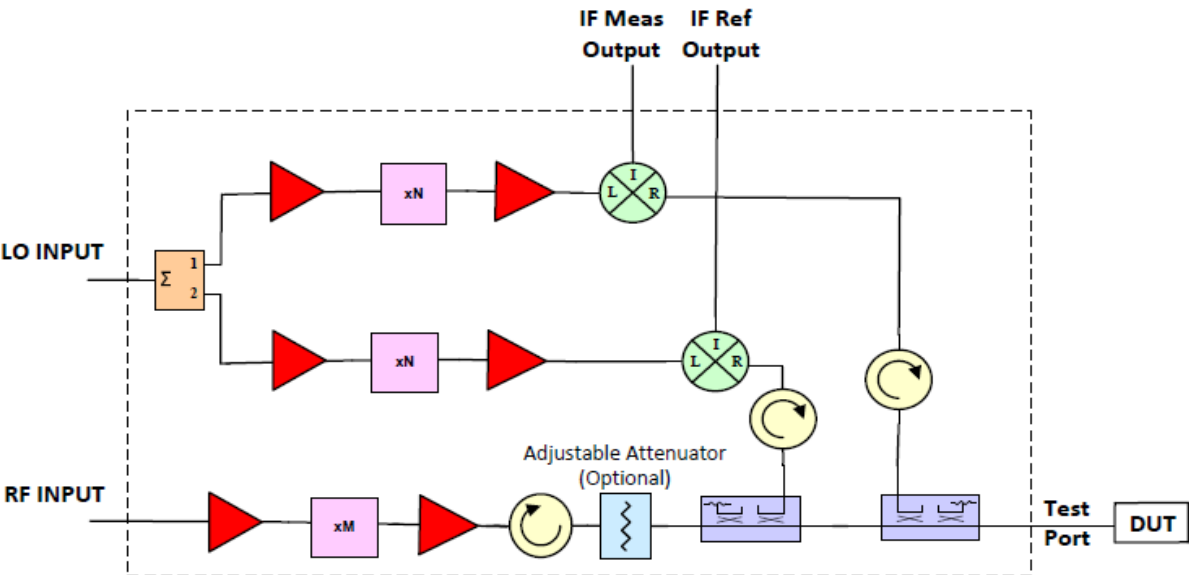 IF Meas
Output
IF Ref
Output
LO INPUT
Σ
1
2
xN
L
I
R
xN
L
I
R
Adjustable Attenuator
(Optional)
RF INPUT
xM
Test
Port
DUT